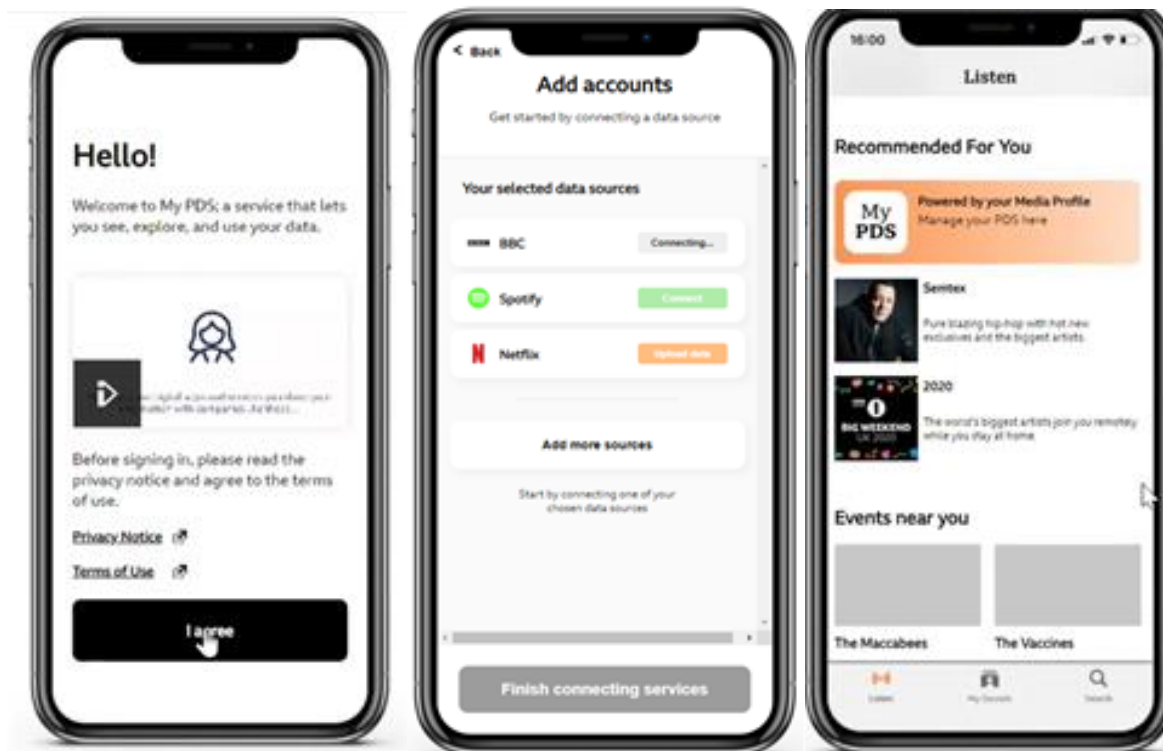 Hello!
Welcome to My PDS; a service that lets
you see, explore, and use your data.
with companies.
Before signing in, please read the
privacy notice and agree to the terms
of use.
Privacy Notice
Terms of Use
I agree
Back
Add accounts
Get started by connecting a data source
Your selected data sources
BBC Connecting...
Spotify Connect
Netflix Upload data
Add more sources
Start by connecting one of your
chosen data sources
Finish connecting services
16:00
Listen
Recommended For You
My
PDS
Powered by your Media Profile
Manage your PDS here
Semtex
Pure blazing hip-hop with hot new
exclusives and the biggest artists.
BIG WEEKEND
UK 2020
2020
The world's biggest artists join you remotely
while you stay at home.
Events near you
The Maccabees The Vaccines
Listen My Sounds Search